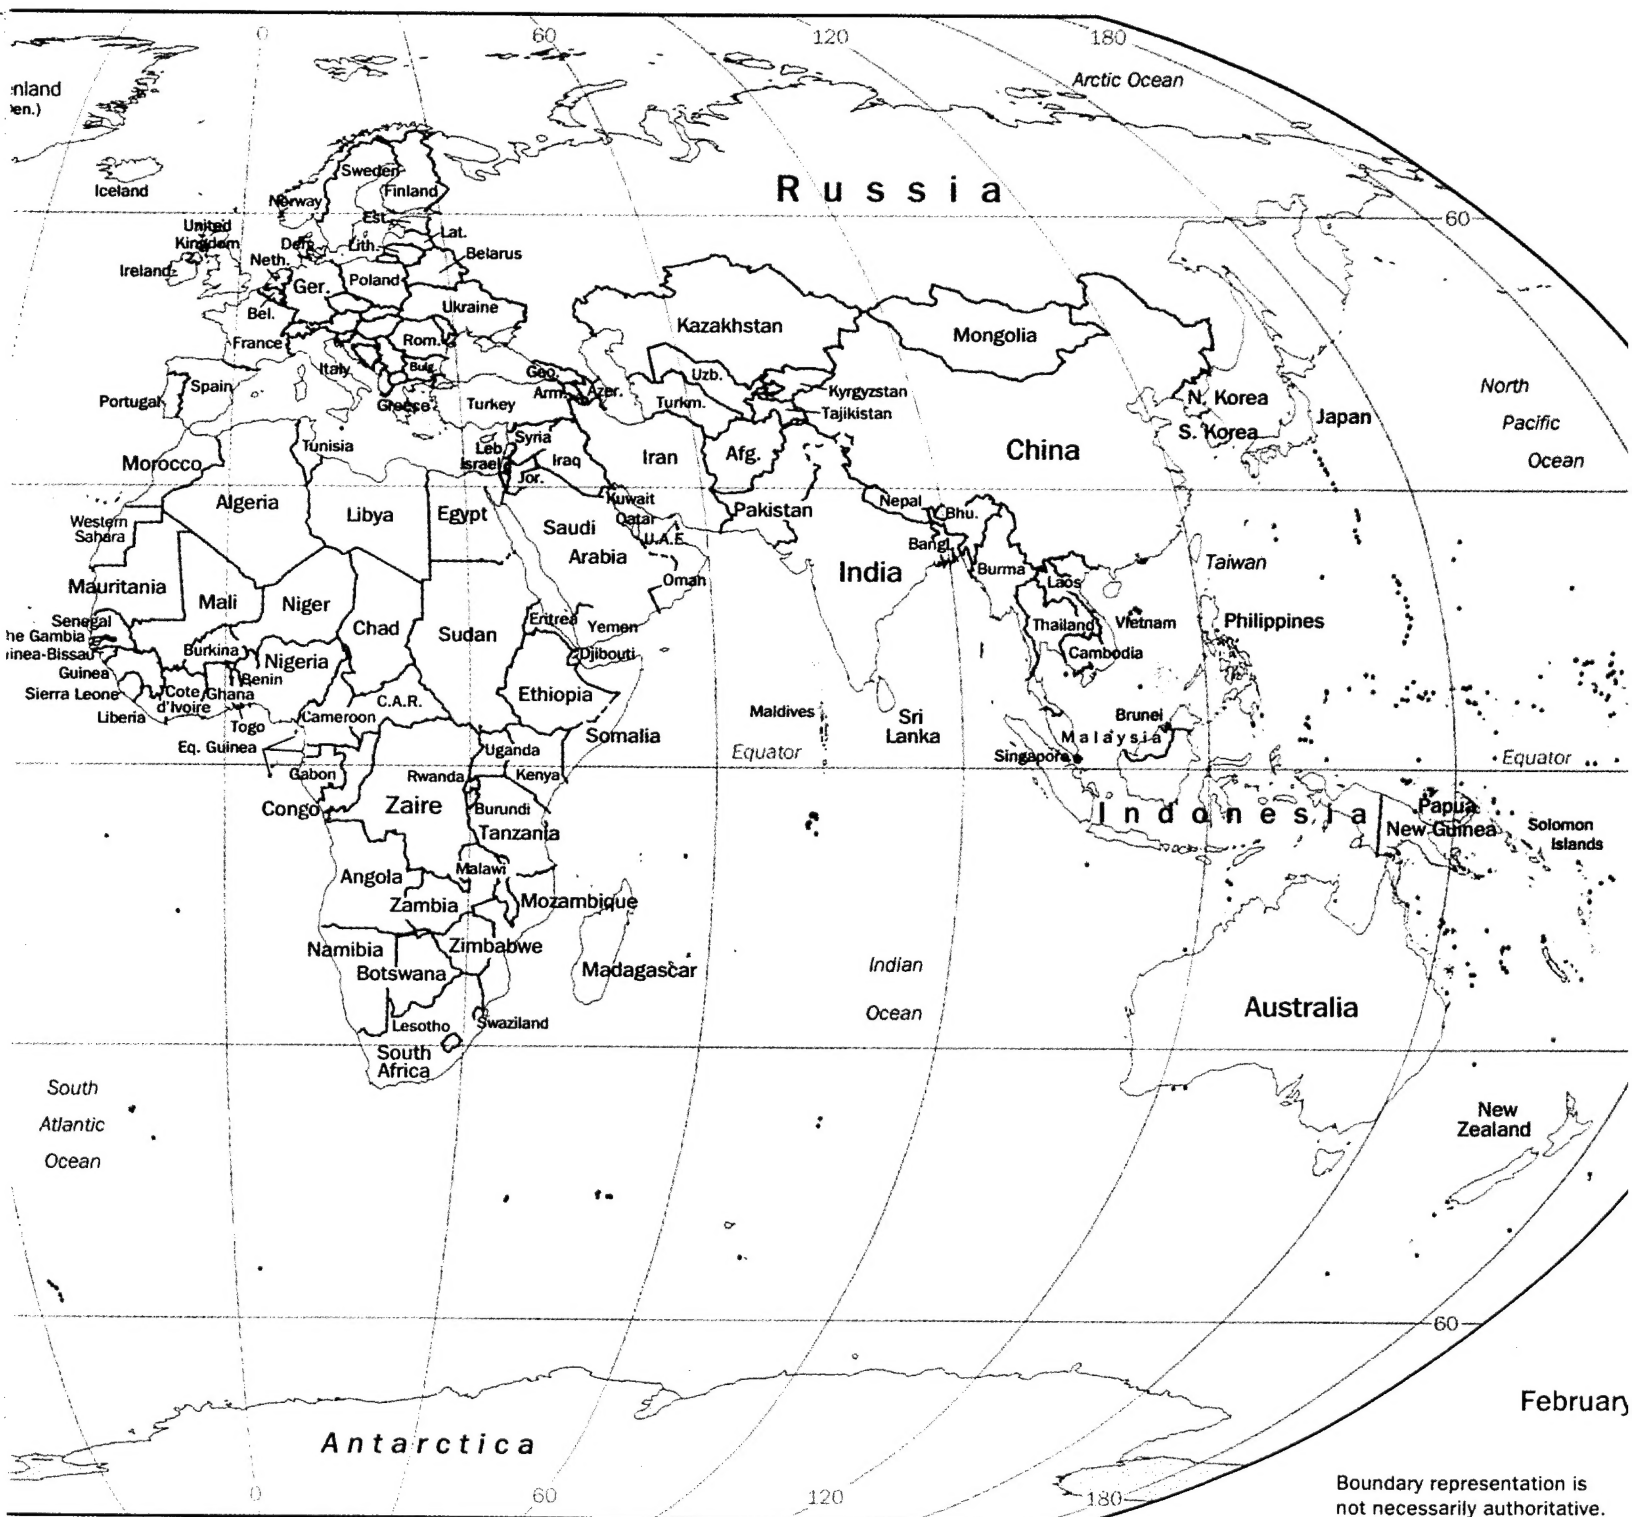 0
60
120
180
Arctic Ocean
enland
Den.)
Iceland
Sweden
Finland
Norway
Russia
60
Est.
United
Kingdom
Lat.
Lith.
Belarus
Neth.
Ireland
Ger.
Poland
Bel.
Ukraine
Kazakhstan
Mongolia
France
Rom.
Italy
Bulg.
Geo.
Uzb.
Spain
Arm.
Azer.
Kyrgyzstan
North
Portugal
Greece
Turkey
Turkm.
Tajikistan
N. Korea
Japan
Pacific
Tunisia
Syria
S. Korea
Leb.
Morocco
Israel
Iraq
Iran
Afg.
China
Ocean
Jor.
Algeria
Libya
Egypt
Kuwait
Nepal
Bhu.
Western
Sahara
Saudi
Arabia
Qatar
Pakistan
U.A.E.
Bangl.
India
Burma
Taiwan
Mauritania
Oman
Laos
Mali
Niger
Senegal
Chad
Sudan
Eritrea
Yemen
Thailand
Vietnam
Philippines
he Gambia
inea-Bissau
Burkina
Nigeria
Djibouti
Cambodia
Guinea
Benin
Sierra Leone
Cote
d'Ivoire
Ghana
C.A.R.
Ethiopia
Liberia
Togo
Cameroon
Maldives
Sri
Lanka
Brunei
Somalia
Malaysia
Eq. Guinea
Uganda
Equator
Singapore
Equator
Gabon
Rwanda
Kenya
Congo
Zaire
Burundi
Indonesia
Papua
New Guinea
Tanzania
Solomon
Islands
Angola
Malawi
Zambia
Mozambique
Namibia
Zimbabwe
Botswana
Madagascar
Indian
Ocean
Australia
Lesotho
Swaziland
South
Africa
South
Atlantic
Ocean
New
Zealand
60
Antarctica
February
0
60
120
180
Boundary representation is
not necessarily authoritative.